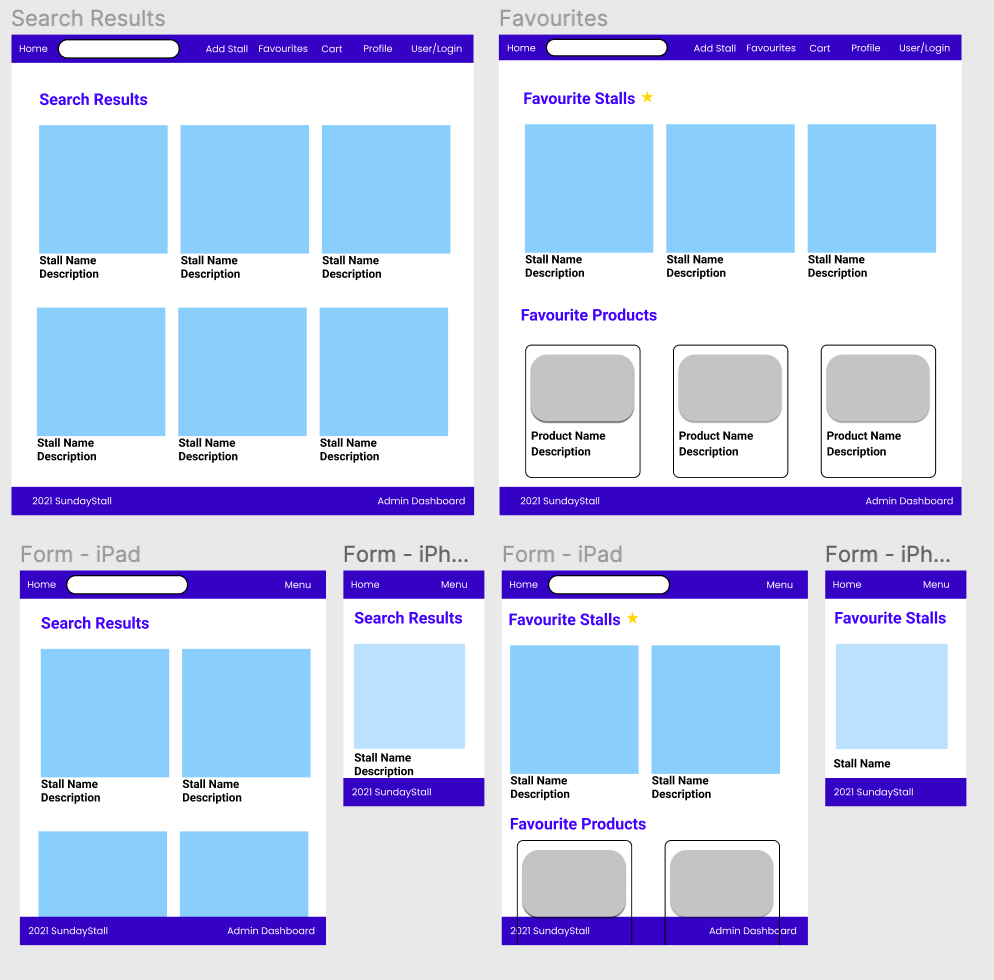 Search Results
Home Add Stall Favourites Cart Profile User/Login
Search Results
Stall Name Stall Name Stall Name
Description Description Description
Stall Name Stall Name Stall Name
Description Description Description
2021 SundayStall Admin Dashboard
Favourites
Home Add Stall Favourites Cart Profile User/Login
Favourite Stalls
Stall Name Stall Name Stall Name
Description Description Description
Favourite Products
Product Name Product Name Product Name
Description Description Description
2021 SundayStall Admin Dashboard
Form - iPad
Home Menu
Search Results
Stall Name Stall Name
Description Description
2021 SundayStall Admin Dashboard
Form - iPh...
Home Menu
Search Results
Stall Name
Description
2021 SundayStall
Form - iPad
Home Menu
Favourite Stalls
Stall Name Stall Name
Description Description
Favourite Products
2021 SundayStall Admin Dashboard
Form - iPh...
Home Menu
Favourite Stalls
Stall Name
2021 SundayStall